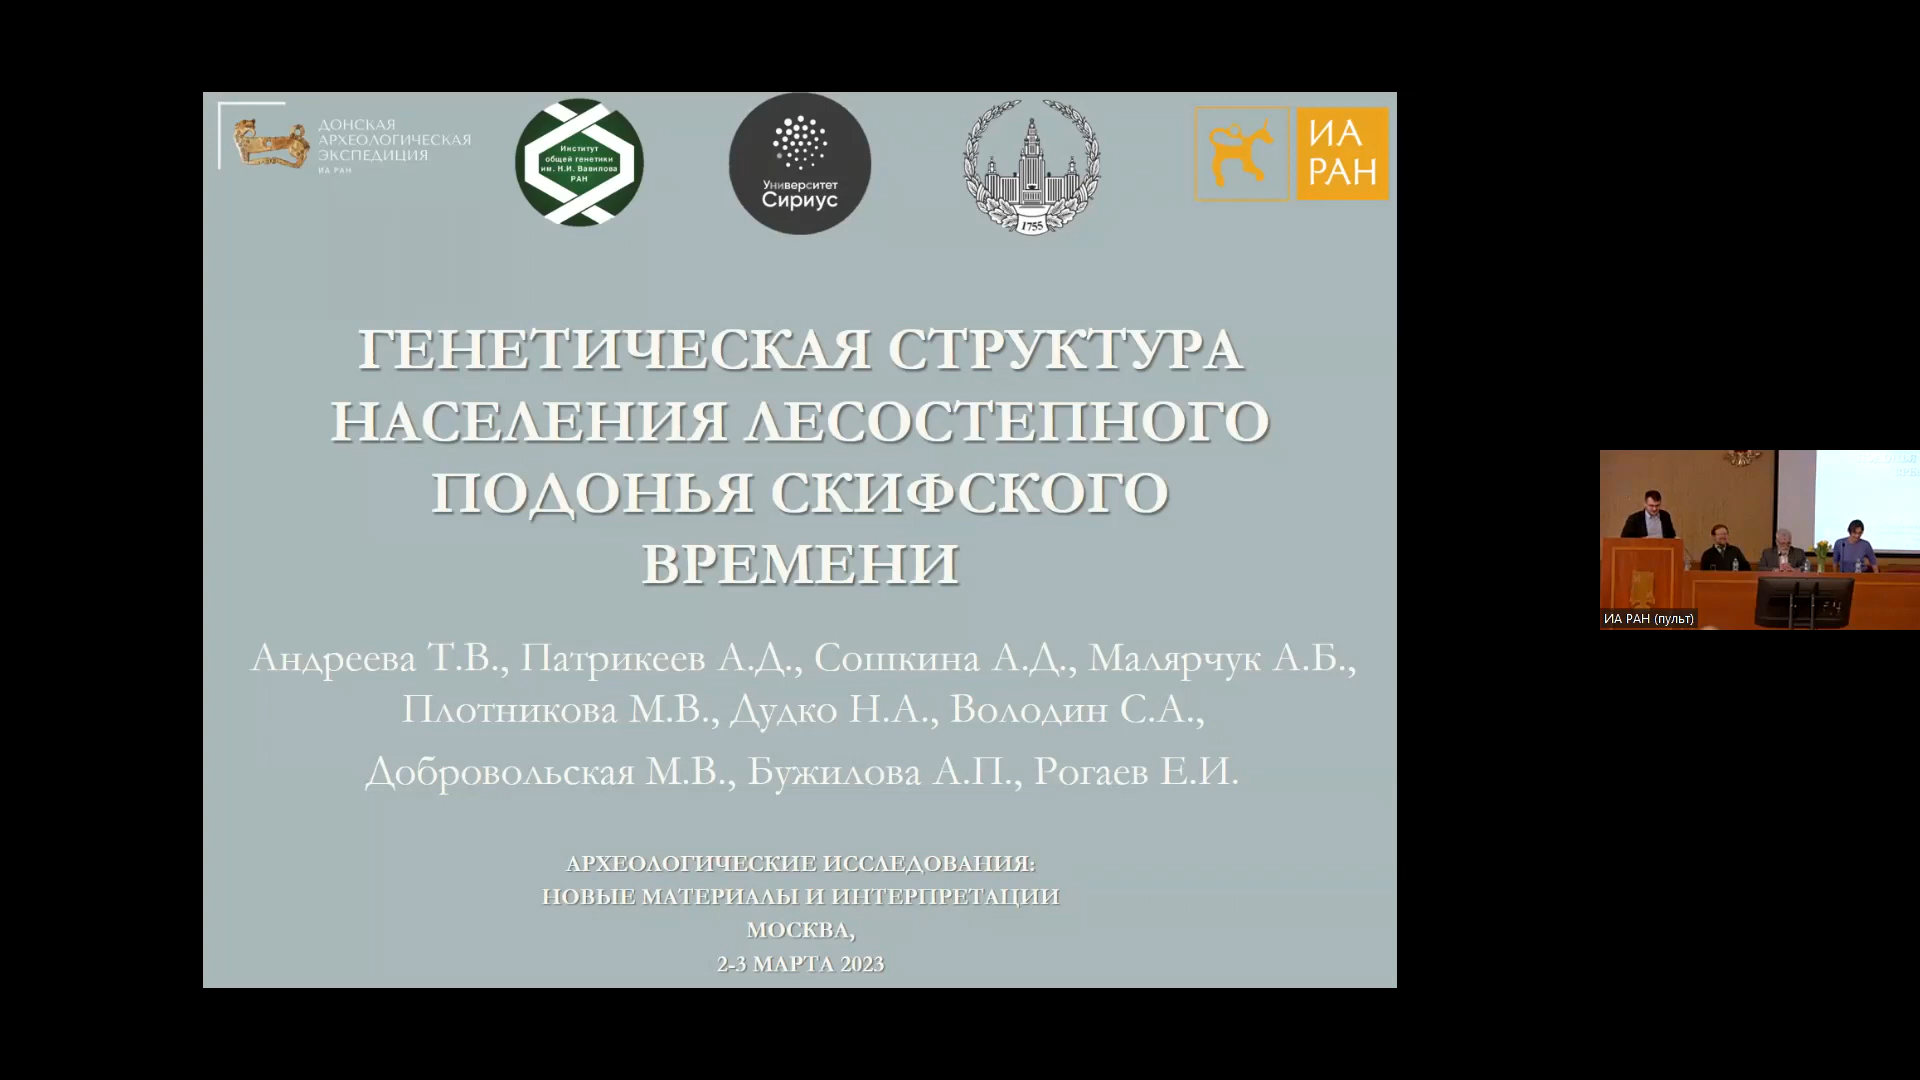 ДОНСКАЯ
АРХЕОЛОГИЧЕСКАЯ
ЭКСПЕДИЦИЯ
ИА РАН
Институт
общей генетики
им. Н.И. Вавилова
РАН
Университет
Сириус
1755
ИА
РАН
ГЕНЕТИЧЕСКАЯ СТРУКТУРА
НАСЕЛЕНИЯ ЛЕСОСТЕПНОГО
ПОДОНЬЯ СКИФСКОГО
ВРЕМЕНИ
Андреева Т.В., Патрикеев А.Д., Сошкина А.Д., Малярчук А.Б.,
Плотникова М.В., Дудко Н.А., Володин С.А.,
Добровольская М.В., Бужилова А.П., Рогаев Е.И.
АРХЕОЛОГИЧЕСКИЕ ИССЛЕДОВАНИЯ:
НОВЫЕ МАТЕРИАЛЫ И ИНТЕРПРЕТАЦИИ
МОСКВА,
2-3 МАРТА 2023
ИА РАН (пульт)